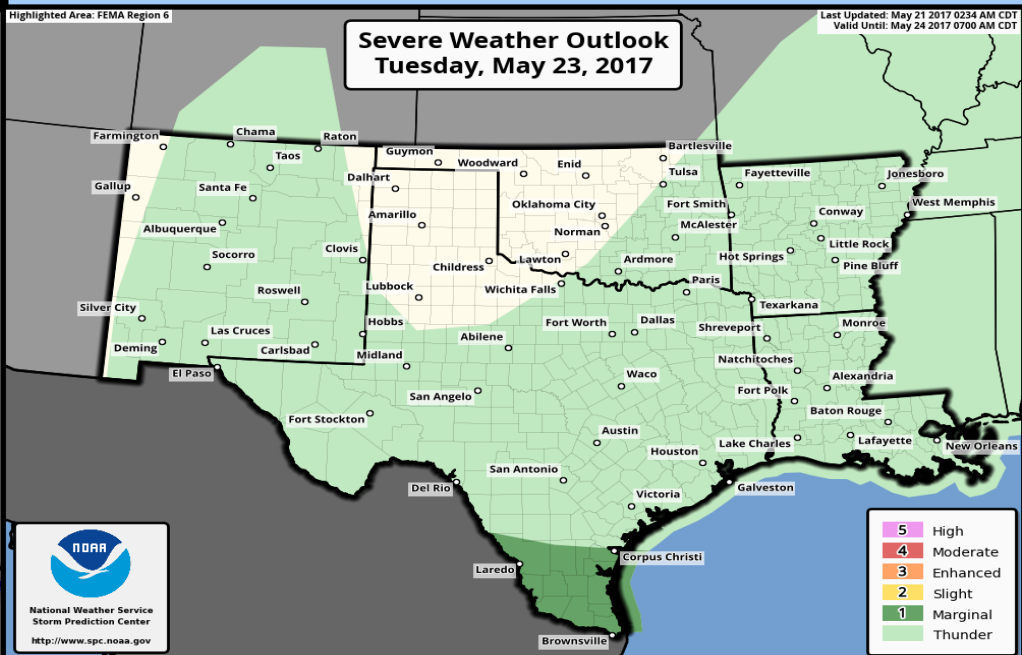 Highlighted Area: FEMA Region 6
Last Updated: May 21 2017 0234 AM CDT
Valid Until: May 24 2017 0700 AM CDT
Severe Weather Outlook
Tuesday, May 23, 2017
Farmington
Chama
Raton
Taos
Guymon
Woodward
Enid
Bartlesville
Tulsa
Fayetteville
Jonesboro
Gallup
Santa Fe
Dalhart
Oklahoma City
Fort Smith
West Memphis
Amarillo
Conway
Albuquerque
Norman
McAlester
Little Rock
Socorro
Clovis
Childress
Lawton
Ardmore
Hot Springs
Pine Bluff
Roswell
Lubbock
Wichita Falls
Paris
Texarkana
Silver City
Las Cruces
Hobbs
Fort Worth
Dallas
Shreveport
Monroe
Deming
Carlsbad
Midland
Abilene
Natchitoches
El Paso
San Angelo
Waco
Fort Polk
Alexandria
Fort Stockton
Austin
Baton Rouge
Houston
Lake Charles
Lafayette
New Orleans
Del Rio
San Antonio
Victoria
Galveston
Laredo
Corpus Christi
Brownsville
NOAA
National Weather Service
Storm Prediction Center
http://www.spc.noaa.gov
5 High
4 Moderate
3 Enhanced
2 Slight
1 Marginal
Thunder